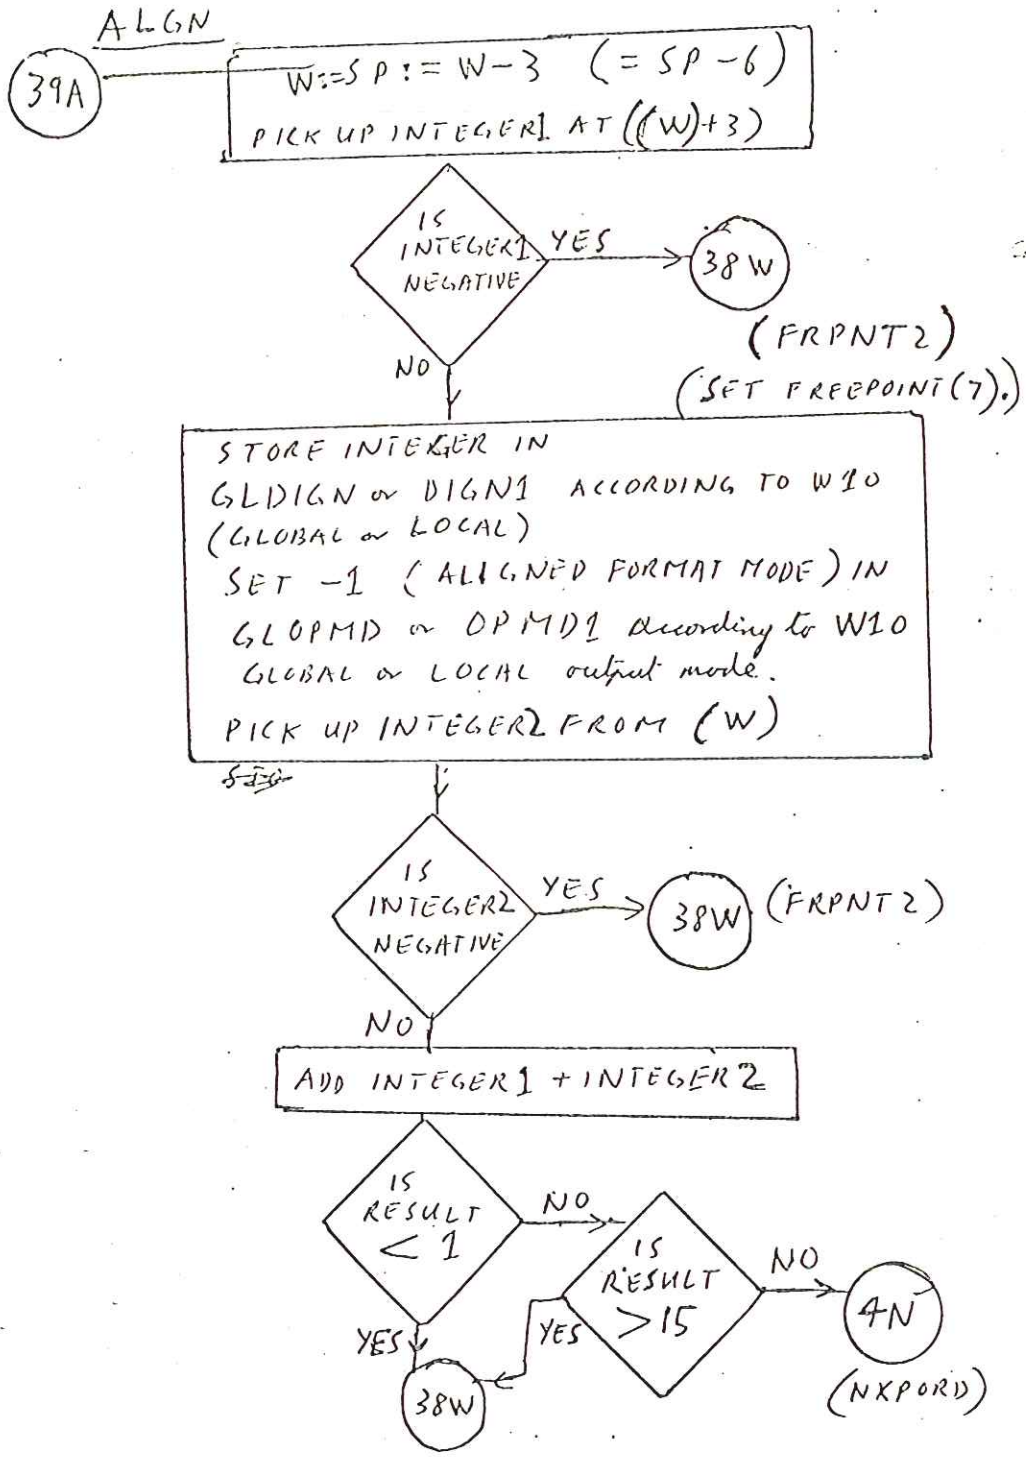 ALGN
39A
W:=SP:= W-3 (= SP-6)
PICK UP INTEGER1 AT ((W)+3)
IS
INTEGER1
NEGATIVE
YES
38W
(FRPNT2)
(SET FREEPOINT(7).)
NO
STORE INTEGER IN
GLDIGN or DIGN1 ACCORDING TO W10
(GLOBAL or LOCAL)
SET -1 (ALIGNED FORMAT MODE) IN
GLOPMD or OPMD1 according to W10
GLOBAL or LOCAL output mode.
PICK UP INTEGER2 FROM (W)
IS
INTEGER2
NEGATIVE
YES
38W
(FRPNT2)
NO
ADD INTEGER1 + INTEGER2
IS
RESULT
< 1
NO
IS
RESULT
>15
NO
4N
(NXPORD)
YES
YES
38W